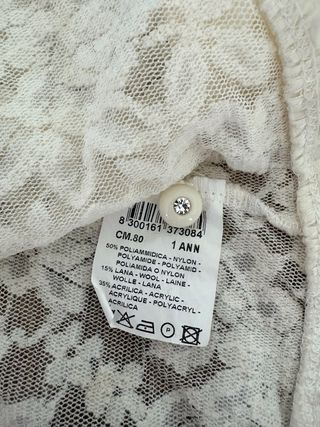 8 300161 373084
CM.80 1 ANN
50% POLIAMMIDICA - NYLON -
POLYAMIDE - POLYAMID -
POLIAMIDA O NYLON
15% LANA - WOOL - LAINE -
WOLLE - LANA
35% ACRILICA - ACRYLIC -
ACRYLIQUE - POLYACRYL -
ACRILICA
P